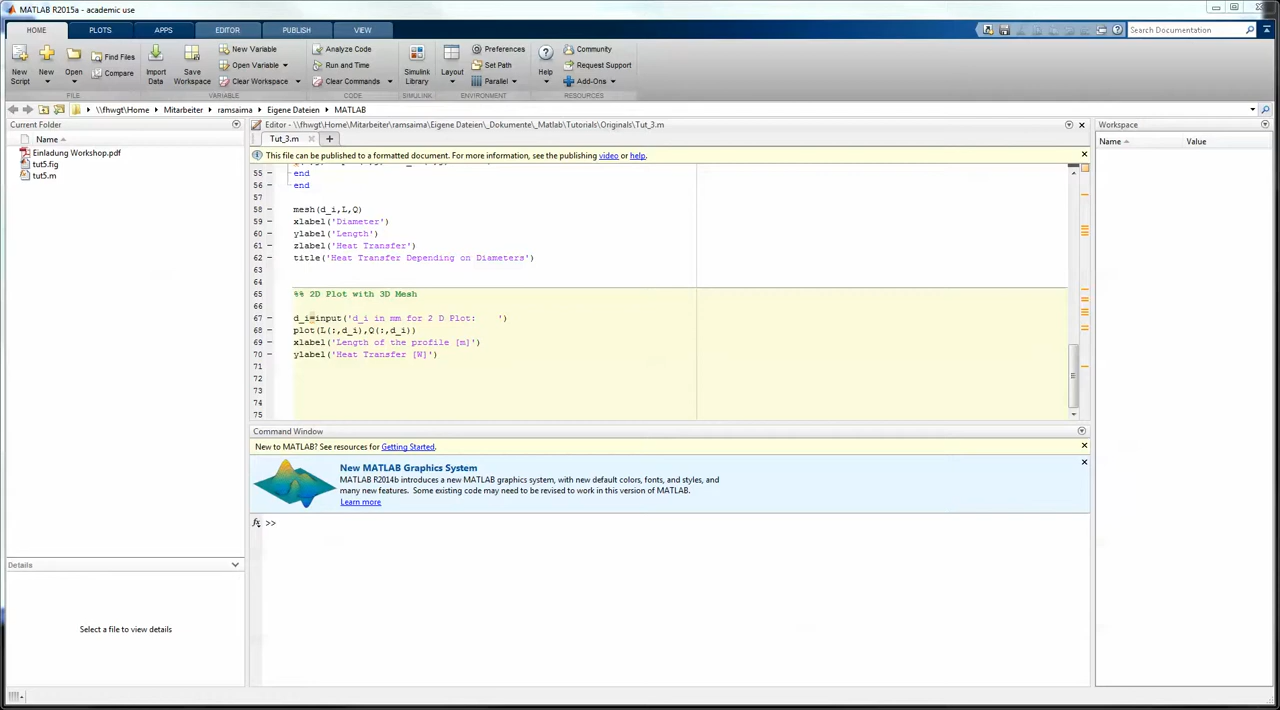 MATLAB R2015a - academic use
HOME PLOTS APPS EDITOR PUBLISH VIEW
Search Documentation
New Script
New
Open
Find Files
Compare
Import Data
Save Workspace
New Variable
Open Variable
Clear Workspace
Analyze Code
Run and Time
Clear Commands
Simulink Library
Layout
Preferences
Set Path
Parallel
Help
Community
Request Support
Add-Ons
FILE VARIABLE CODE SIMULINK ENVIRONMENT RESOURCES
\\fhwgt\Home Mitarbeiter ramsaima Eigene Dateien MATLAB
Current Folder
Name
Einladung Workshop.pdf
tut5.fig
tut5.m
Details
Select a file to view details
Editor - \\fhwgt\Home\Mitarbeiter\ramsaima\Eigene Dateien\_Dokumente\_Matlab\Tutorials\Originals\Tut_3.m
Tut_3.m
This file can be published to a formatted document. For more information, see the publishing video or help.
55 end
56 end
57
58 mesh(d_i,L,Q)
59 xlabel('Diameter')
60 ylabel('Length')
61 zlabel('Heat Transfer')
62 title('Heat Transfer Depending on Diameters')
63
64
65 %% 2D Plot with 3D Mesh
66
67 d_i=input('d_i in mm for 2 D Plot:    ')
68 plot(L(:,d_i),Q(:,d_i))
69 xlabel('Length of the profile [m]')
70 ylabel('Heat Transfer [W]')
71
72
73
74
75
Command Window
New to MATLAB? See resources for Getting Started.
New MATLAB Graphics System
MATLAB R2014b introduces a new MATLAB graphics system, with new default colors, fonts, and styles, and
many new features. Some existing code may need to be revised to work in this version of MATLAB.
Learn more
fx >>
Workspace
Name Value